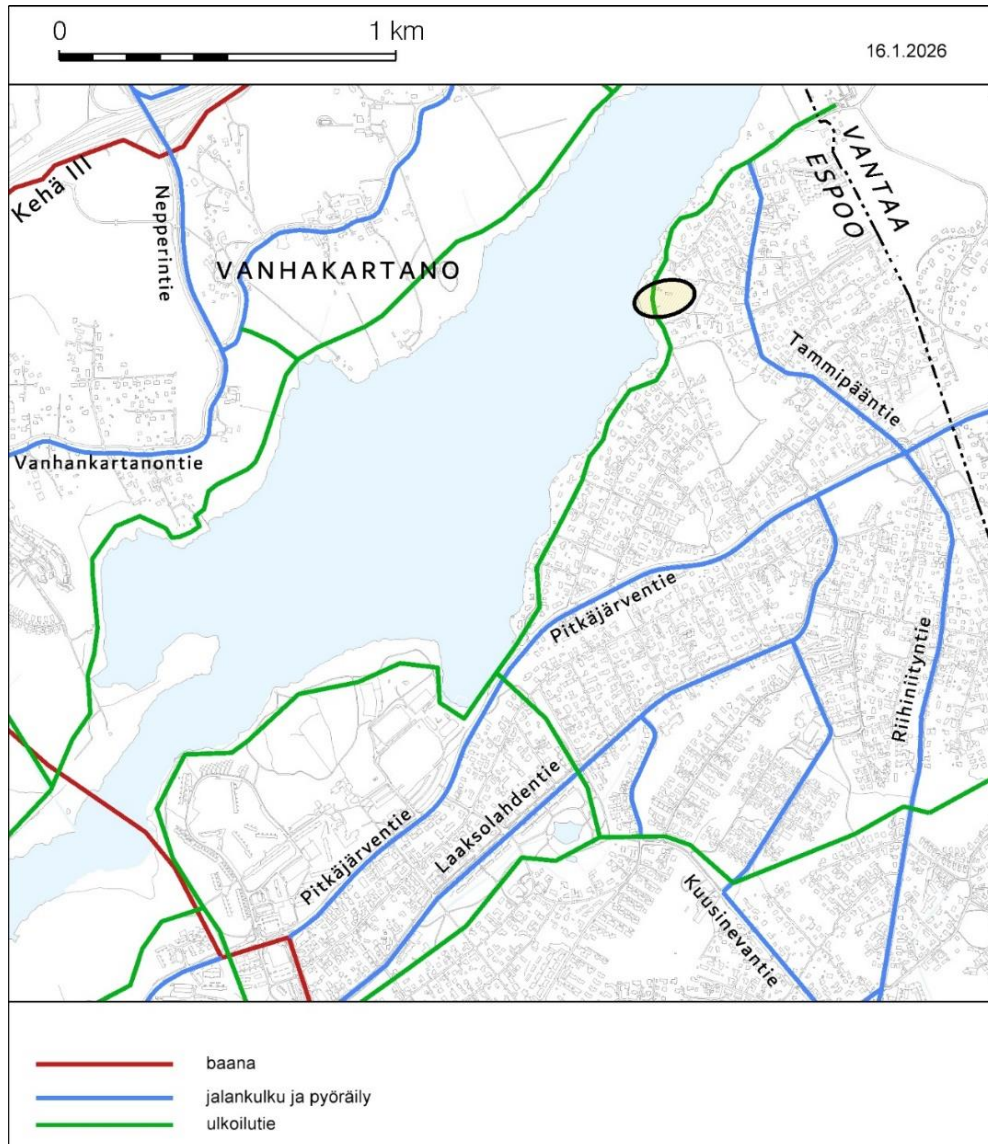 0 1 km
16.1.2026
Kehä III
Nepperintie
VANHAKARTANO
VANTAA
ESPOO
Tammipääntie
Vanhankartanontie
Pitkäjärventie
Riihiniityntie
Laaksolahdentie
Pitkäjärventie
Kuusinevantie
baana
jalankulku ja pyöräily
ulkoilutie